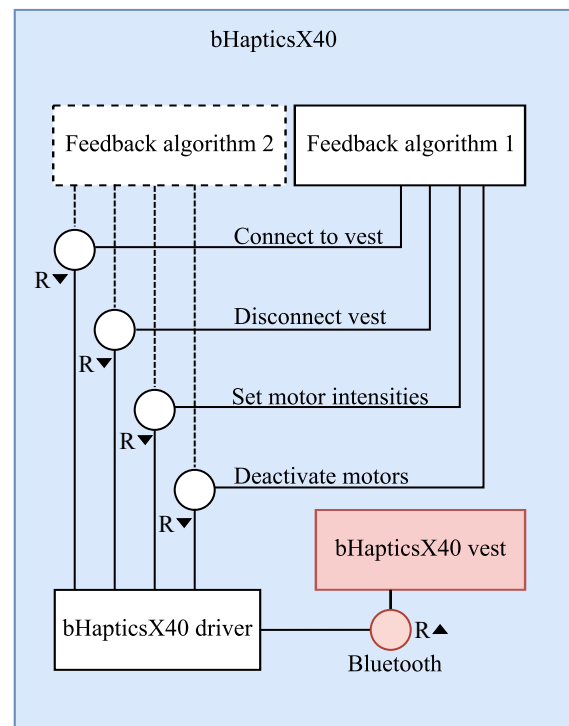 bHapticsX40
Feedback algorithm 2
Feedback algorithm 1
Connect to vest
R
Disconnect vest
R
Set motor intensities
R
Deactivate motors
R
bHapticsX40 vest
bHapticsX40 driver
R
Bluetooth